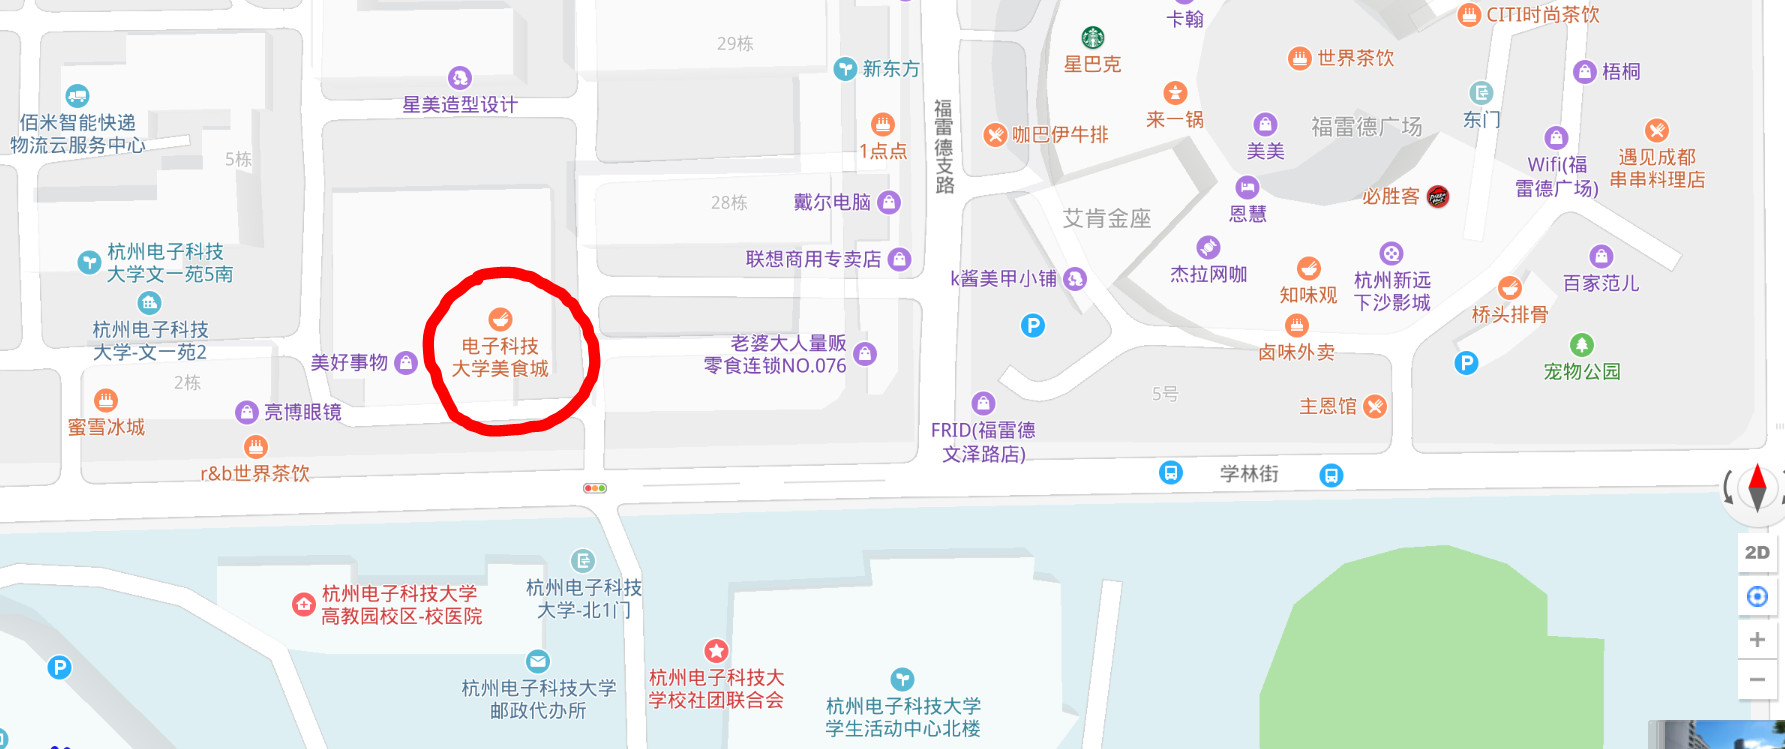 卡翰
CITI时尚茶饮
29栋
星巴克
世界茶饮
新东方
梧桐
星美造型设计
来一锅
东门
佰米智能快递
物流云服务中心
福雷德支路
咖巴伊牛排
福雷德广场
1点点
美美
Wifi(福
雷德广场)
遇见成都
串串料理店
5栋
28栋
戴尔电脑
必胜客
艾肯金座
恩慧
杭州电子科技
大学文一苑5南
联想商用专卖店
k酱美甲小铺
杰拉网咖
知味观
杭州新远
下沙影城
百家范儿
桥头排骨
P
杭州电子科技
大学-文一苑2
电子科技
大学美食城
美好事物
老婆大人量贩
零食连锁NO.076
卤味外卖
P
宠物公园
2栋
5号
主恩馆
蜜雪冰城
亮博眼镜
FRID(福雷德
文泽路店)
r&b世界茶饮
学林街
2D
杭州电子科技大学
高教园校区-校医院
杭州电子科技
大学-北1门
P
杭州电子科技大
学校社团联合会
杭州电子科技大学
邮政代办所
杭州电子科技大学
学生活动中心北楼